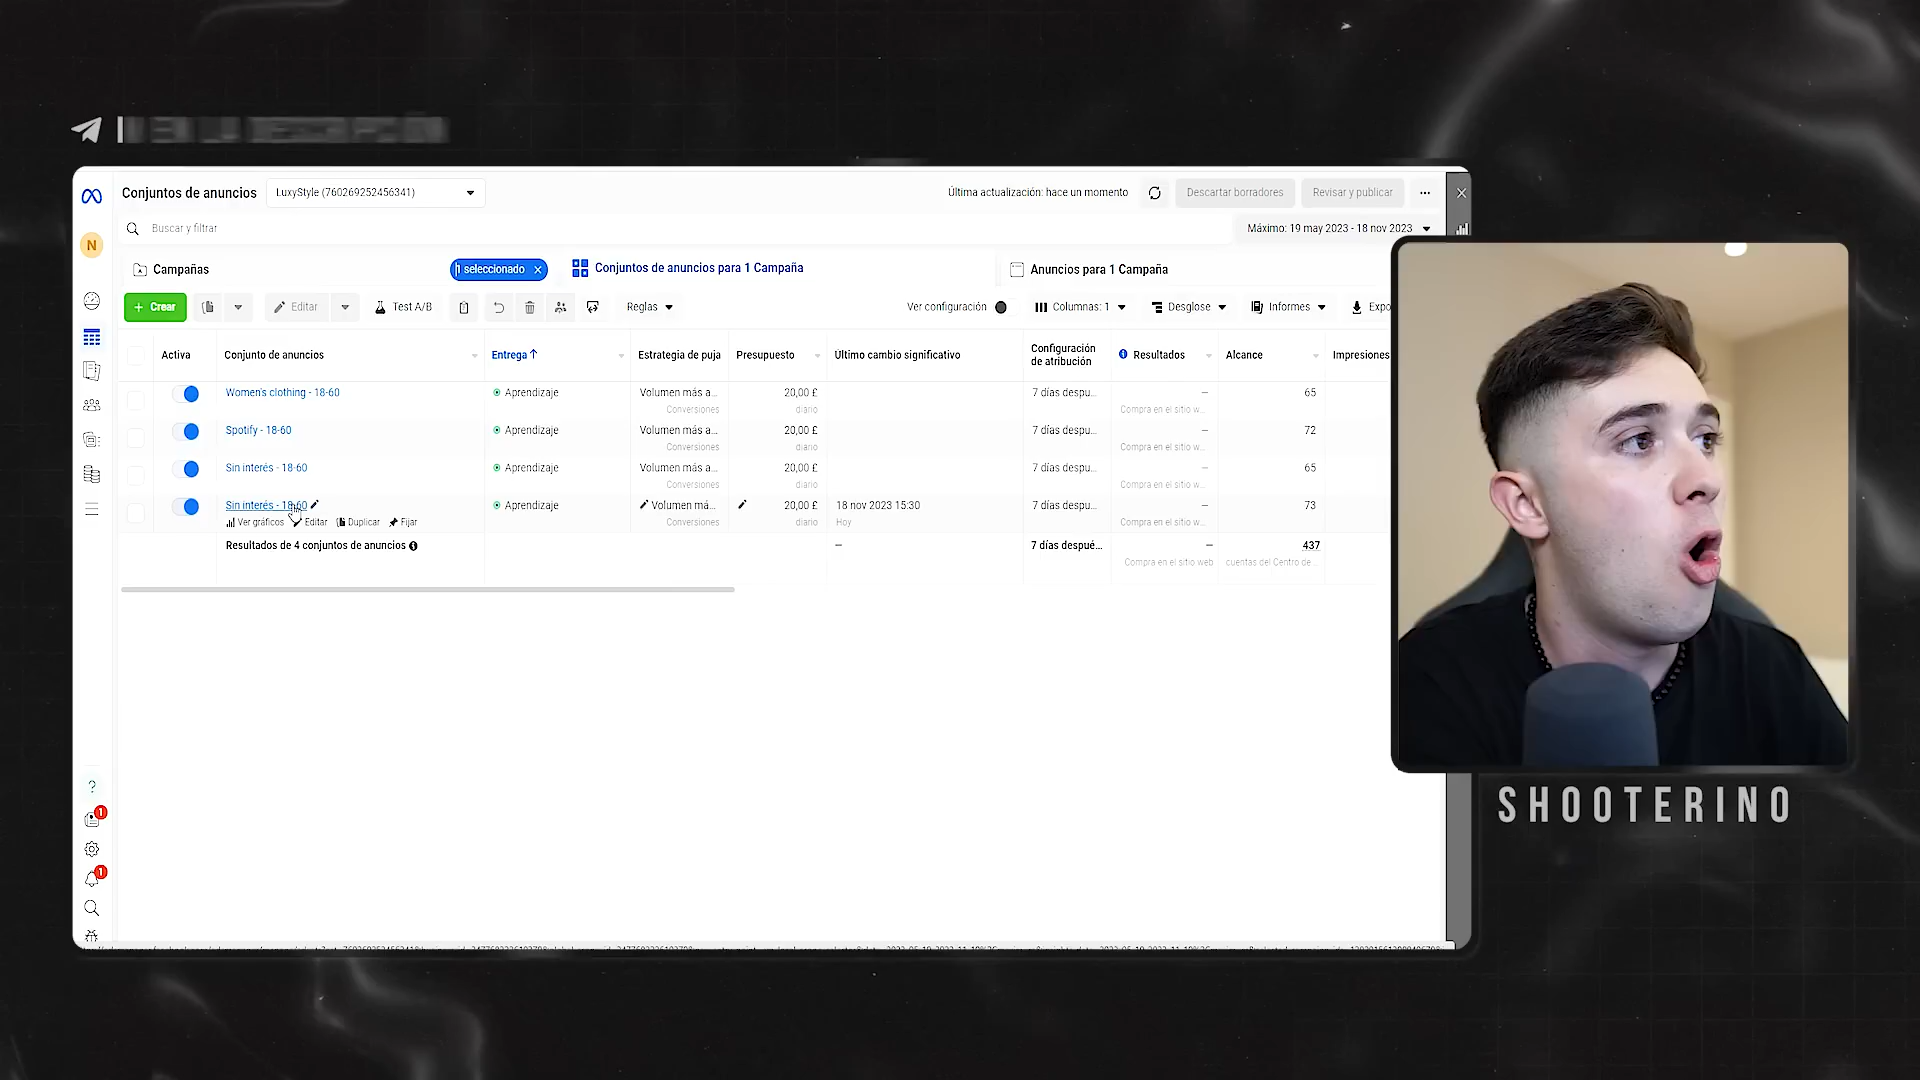 Conjuntos de anuncios
LuxyStyle (760269252456341)
Última actualización: hace un momento
Descartar borradores
Revisar y publicar
N
Buscar y filtrar
Máximo: 19 may 2023 - 18 nov 2023
Campañas
1 seleccionado
Conjuntos de anuncios para 1 Campaña
Anuncios para 1 Campaña
+ Crear
Editar
Test A/B
Reglas
Ver configuración
Columnas: 1
Desglose
Informes
Expo
Activa
Conjunto de anuncios
Entrega ↑
Estrategia de puja
Presupuesto
Último cambio significativo
Configuración
de atribución
Resultados
Alcance
Impresiones
Women's clothing - 18-60
Aprendizaje
Volumen más a...
20,00 £
7 días despu...
—
65
Conversiones
diario
Compra en el sitio w...
Spotify - 18-60
Aprendizaje
Volumen más a...
20,00 £
7 días despu...
—
72
Conversiones
diario
Compra en el sitio w...
Sin interés - 18-60
Aprendizaje
Volumen más a...
20,00 £
7 días despu...
—
65
Conversiones
diario
Compra en el sitio w...
Sin interés - 18-60
Aprendizaje
Volumen má...
20,00 £
18 nov 2023 15:30
7 días despu...
—
73
Ver gráficos
Editar
Duplicar
Fijar
Conversiones
diario
Hoy
Compra en el sitio w...
Resultados de 4 conjuntos de anuncios
—
7 días despué...
—
437
Compra en el sitio web
cuentas del Centro de ...
?
1
1
SHOOTERINO